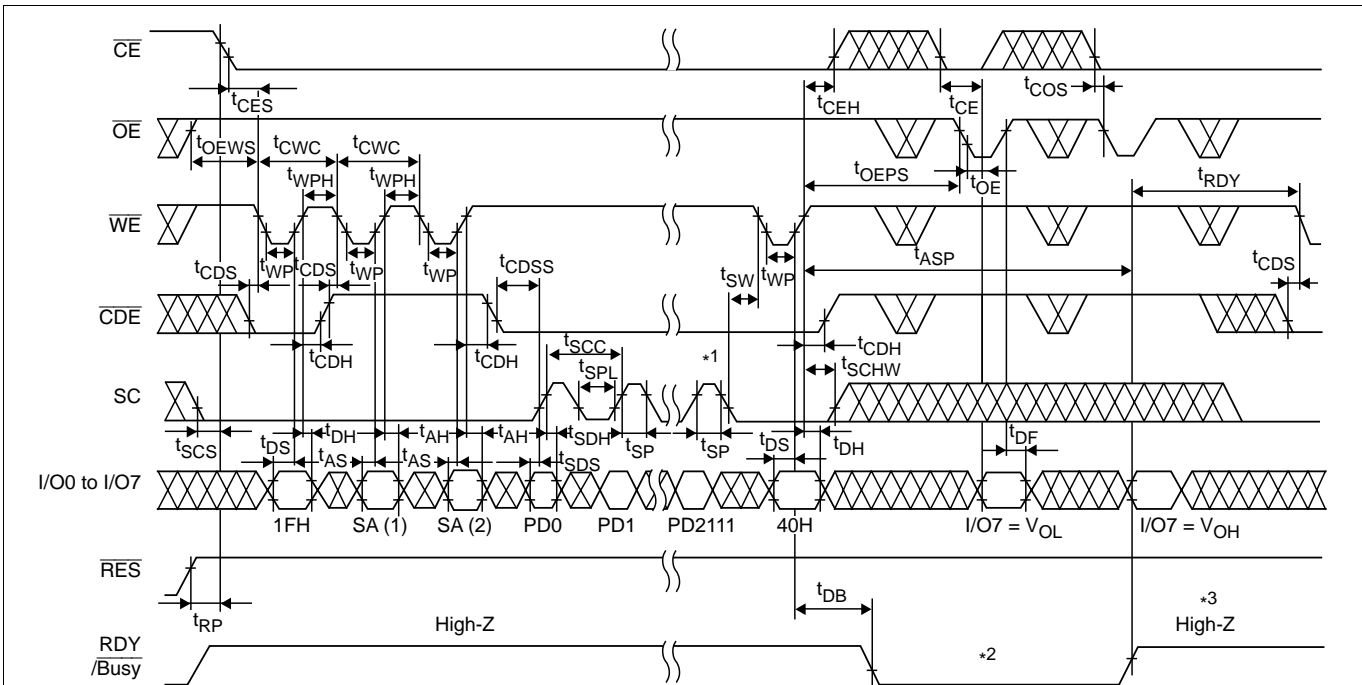 CE
tCES
tCEH
tCE
tCOS
OE
tOEWS
tCWC
tCWC
tWPH
tWPH
tOEPS
tOE
tRDY
WE
tCDS
tWP
tCDS
tWP
tWP
tCDSS
tSW
tWP
tASP
tCDS
CDE
tCDH
tCDH
tSCC
*1
tCDH
tSPL
tSCHW
SC
tSCS
tDS
tDH
tAS
tAH
tAS
tAH
tSDH
tSDS
tSP
tSP
tDS
tDH
tDF
I/O0 to I/O7
1FH
SA (1)
SA (2)
PD0
PD1
PD2111
40H
I/O7 = VOL
I/O7 = VOH
RES
tRP
tDB
*3
High-Z
High-Z
RDY
/Busy
*2